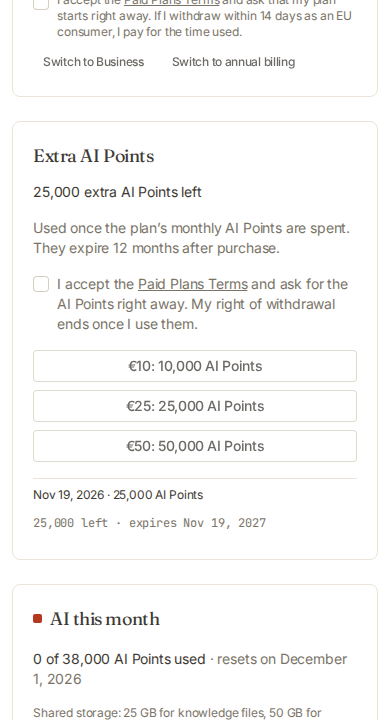 I accept the Paid Plans Terms and ask that my plan
starts right away. If I withdraw within 14 days as an EU
consumer, I pay for the time used.
Switch to Business Switch to annual billing
Extra AI Points
25,000 extra AI Points left
Used once the plan's monthly AI Points are spent.
They expire 12 months after purchase.
I accept the Paid Plans Terms and ask for the
AI Points right away. My right of withdrawal
ends once I use them.
€10: 10,000 AI Points
€25: 25,000 AI Points
€50: 50,000 AI Points
Nov 19, 2026 · 25,000 AI Points
25,000 left · expires Nov 19, 2027
AI this month
0 of 38,000 AI Points used · resets on December
1, 2026
Shared storage: 25 GB for knowledge files, 50 GB for